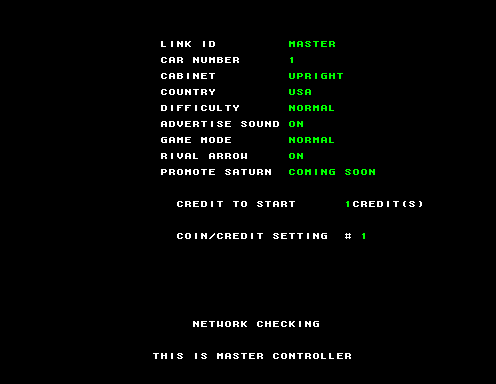 LINK ID MASTER
CAR NUMBER 1
CABINET UPRIGHT
COUNTRY USA
DIFFICULTY NORMAL
ADVERTISE SOUND ON
GAME MODE NORMAL
RIVAL ARROW ON
PROMOTE SATURN COMING SOON
CREDIT TO START 1CREDIT(S)
COIN/CREDIT SETTING # 1
NETWORK CHECKING
THIS IS MASTER CONTROLLER